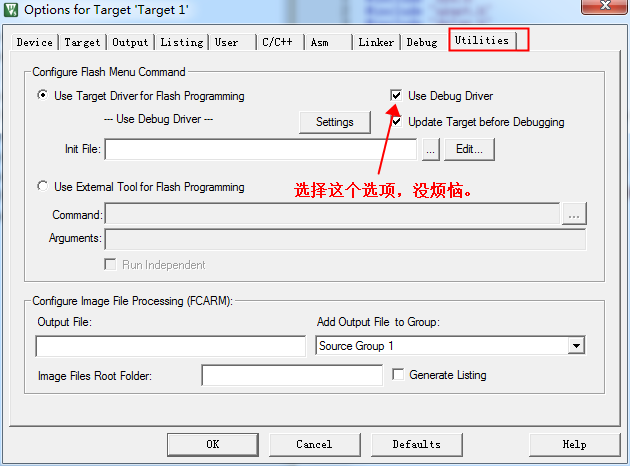 Options for Target 'Target 1'
Device Target Output Listing User C/C++ Asm Linker Debug Utilities
Configure Flash Menu Command
Use Target Driver for Flash Programming
Use Debug Driver
--- Use Debug Driver ---
Settings
Update Target before Debugging
Init File:
...
Edit...
Use External Tool for Flash Programming
选择这个选项，没烦恼。
Command:
...
Arguments:
Run Independent
Configure Image File Processing (FCARM):
Output File:
Add Output File to Group:
Source Group 1
Image Files Root Folder:
Generate Listing
OK Cancel Defaults Help